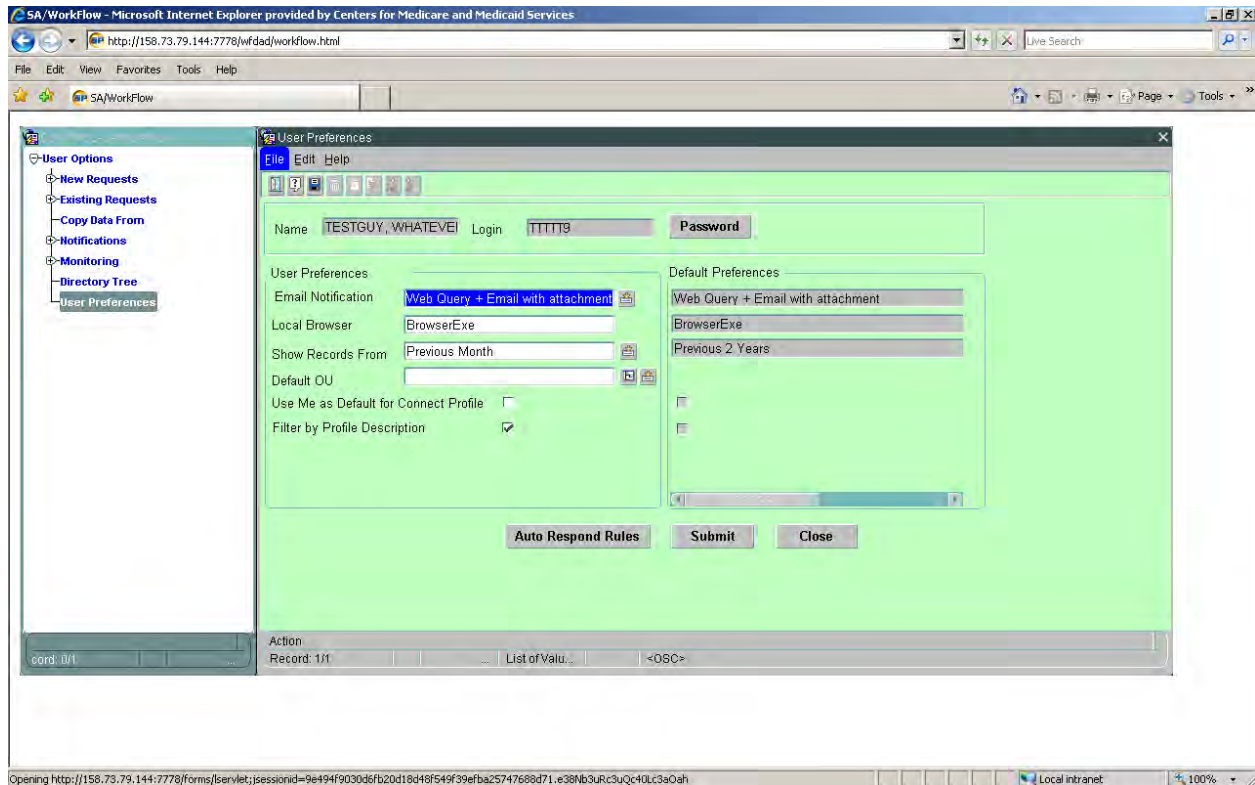 SA/WorkFlow - Microsoft Internet Explorer provided by Centers for Medicare and Medicaid Services
http://158.73.79.144:7778/wfdad/workflow.html
Live Search
File Edit View Favorites Tools Help
SA/WorkFlow
Page Tools
User Preferences
File Edit Help
User Options
New Requests
Existing Requests
Copy Data From
Notifications
Monitoring
Directory Tree
User Preferences
Name TESTGUY, WHATEVE Login TTTTT9 Password
User Preferences
Email Notification Web Query + Email with attachment
Local Browser BrowserExe
Show Records From Previous Month
Default OU
Use Me as Default for Connect Profile
Filter by Profile Description
Default Preferences
Web Query + Email with attachment
BrowserExe
Previous 2 Years
Auto Respond Rules Submit Close
Action
cord: 0/1 ...
Record: 1/1 ... List of Valu... <OSC>
Opening http://158.73.79.144:7778/forms/lservlet;jsessionid=9e494f9030d6fb20d18d48f549f39efba25747688d71.e38Nb3uRc3uQc40Lc3aOah
Local intranet 100%